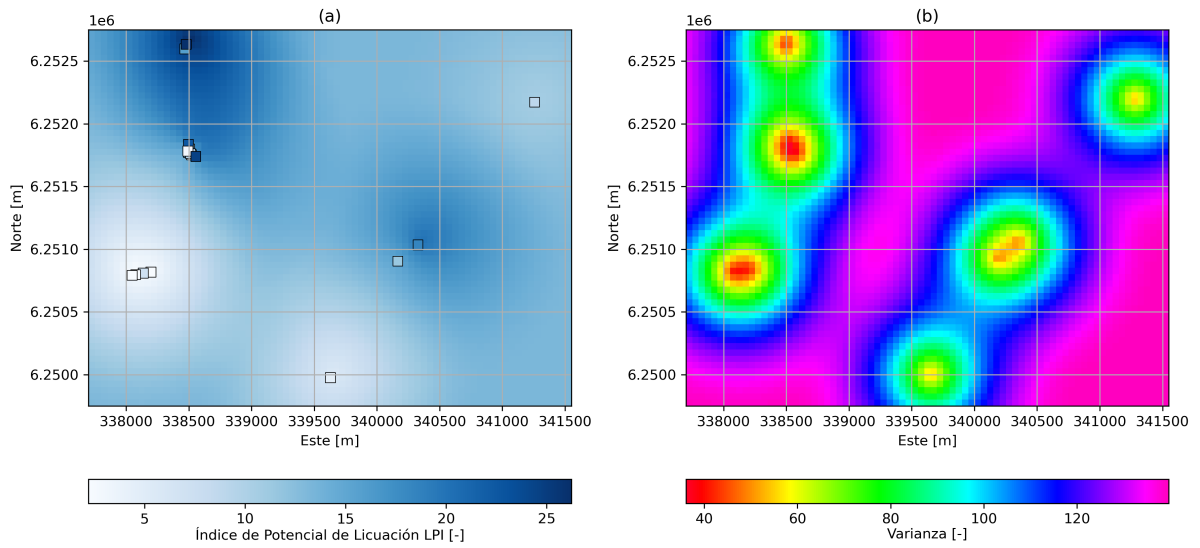 (a)
1e6
6.2525
6.2520
6.2515
6.2510
6.2505
6.2500
Norte [m]
338000 338500 339000 339500 340000 340500 341000 341500
Este [m]
5 10 15 20 25
Índice de Potencial de Licuación LPI [-]
(b)
1e6
6.2525
6.2520
6.2515
6.2510
6.2505
6.2500
Norte [m]
338000 338500 339000 339500 340000 340500 341000 341500
Este [m]
40 60 80 100 120
Varianza [-]